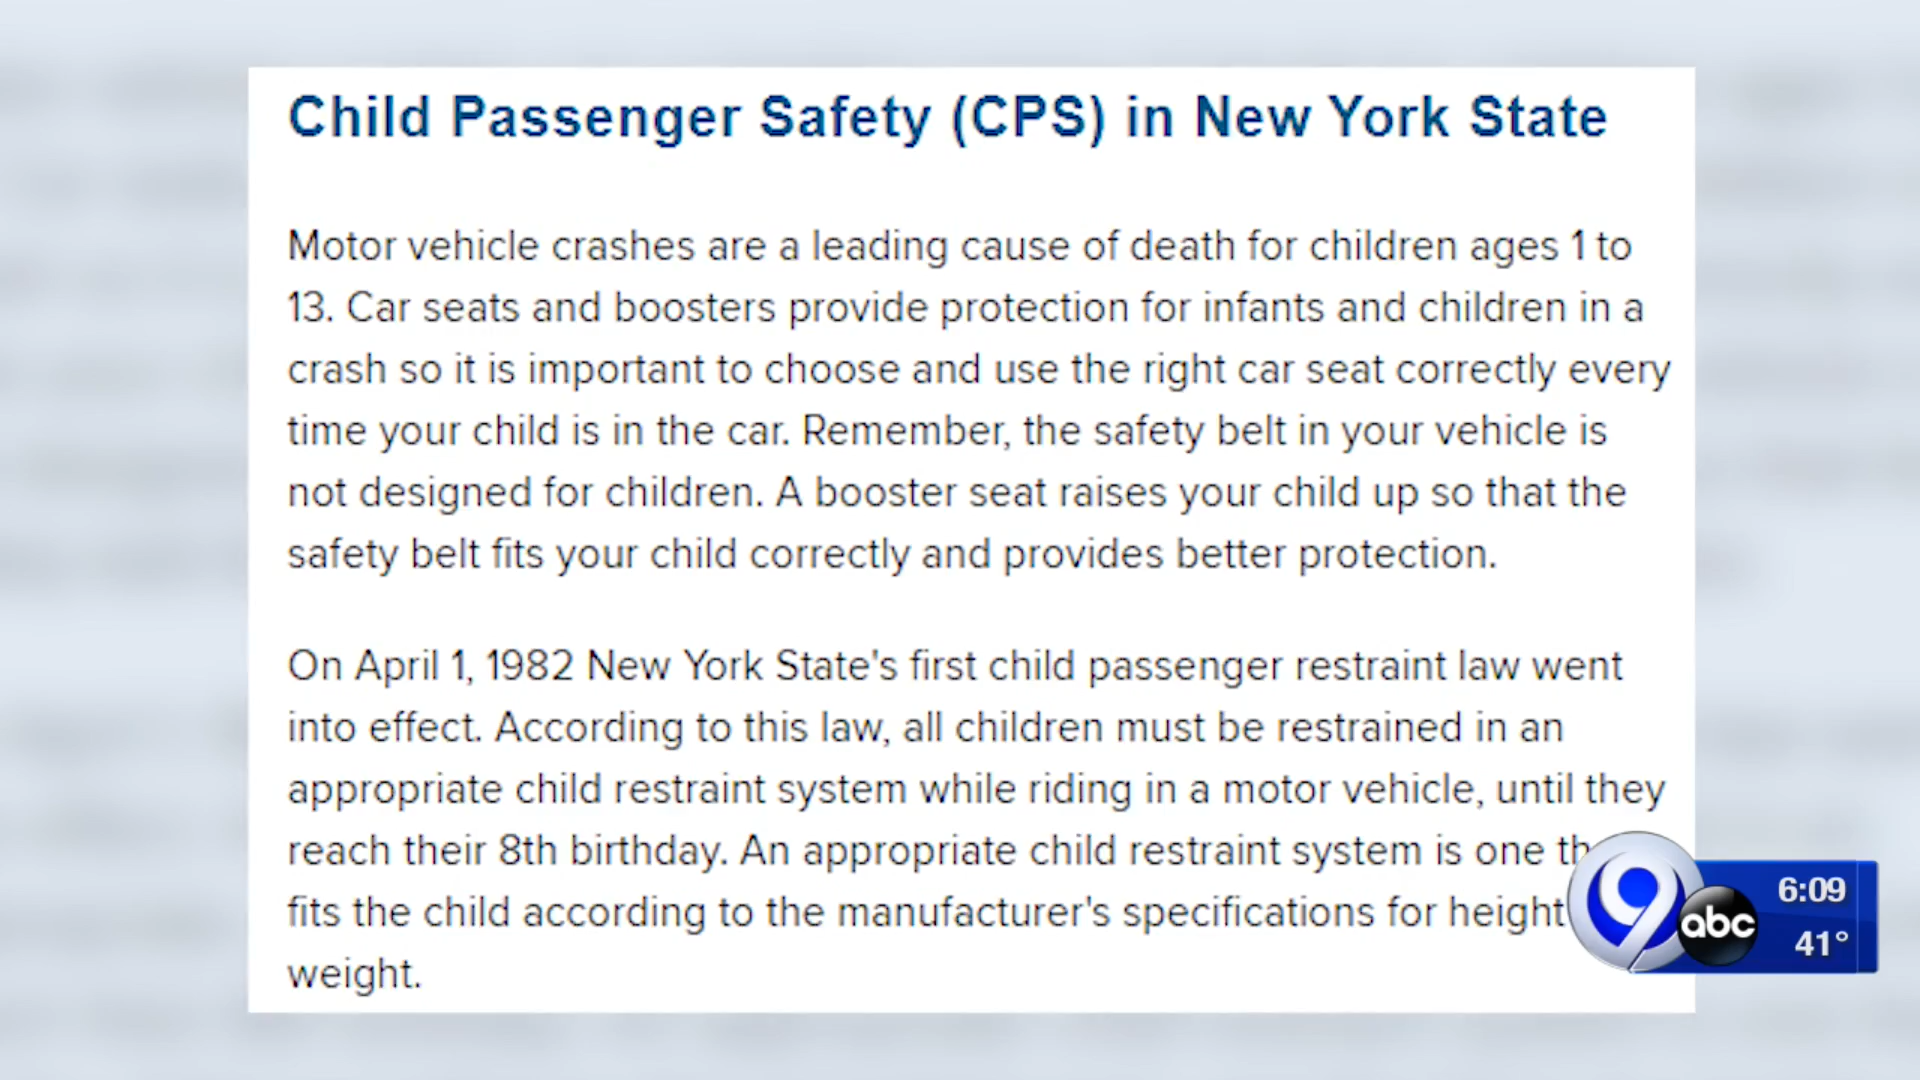 Child Passenger Safety (CPS) in New York State
Motor vehicle crashes are a leading cause of death for children ages 1 to
13. Car seats and boosters provide protection for infants and children in a
crash so it is important to choose and use the right car seat correctly every
time your child is in the car. Remember, the safety belt in your vehicle is
not designed for children. A booster seat raises your child up so that the
safety belt fits your child correctly and provides better protection.
On April 1, 1982 New York State's first child passenger restraint law went
into effect. According to this law, all children must be restrained in an
appropriate child restraint system while riding in a motor vehicle, until they
reach their 8th birthday. An appropriate child restraint system is one
fits the child according to the manufacturer's specifications for height
weight.
9
abc
6:09
41°